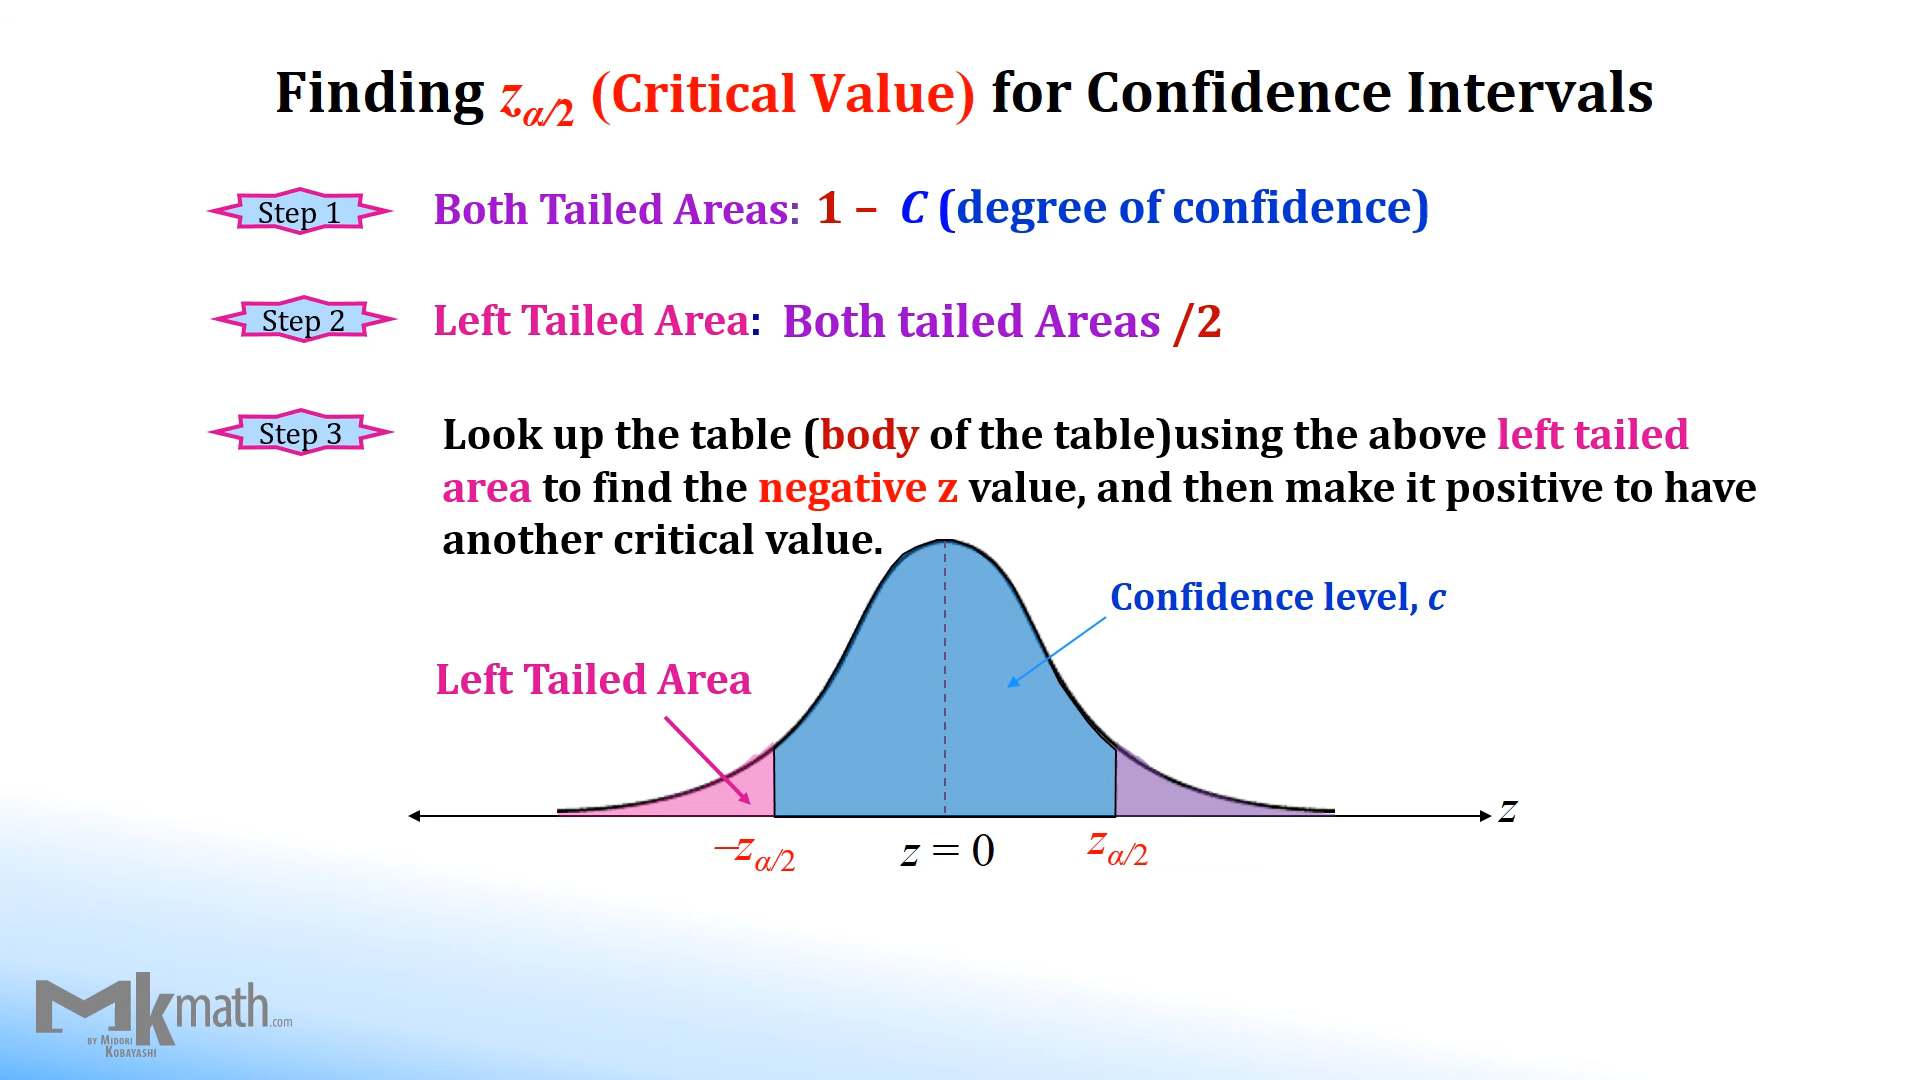 Finding zα/2 (Critical Value) for Confidence Intervals
Step 1 Both Tailed Areas: 1 – C (degree of confidence)
Step 2 Left Tailed Area: Both tailed Areas /2
Step 3 Look up the table (body of the table)using the above left tailed
area to find the negative z value, and then make it positive to have
another critical value.
Confidence level, c
Left Tailed Area
z
–zα/2 z = 0 zα/2
Mkmath.com
BY MIDORI
KOBAYASHI